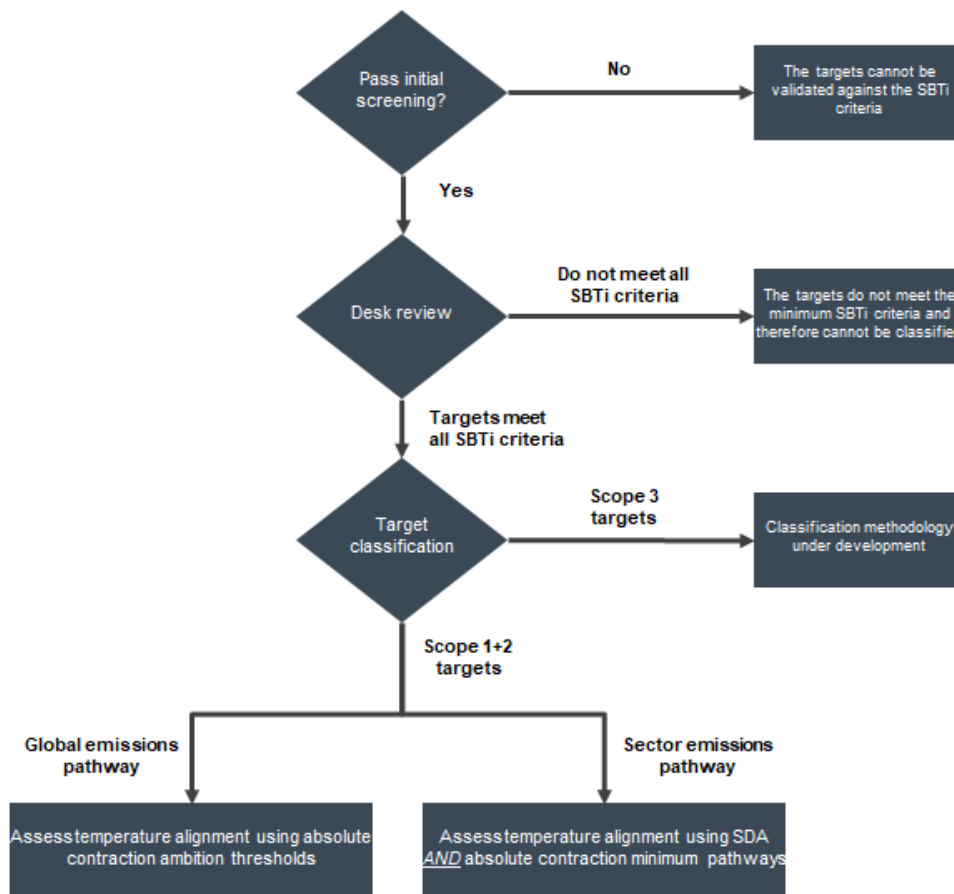 Pass initial
screening?
No
The targets cannot be
validated against the SBTi
criteria
Yes
Desk review
Do not meet all
SBTi criteria
The targets do not meet the
minimum SBTi criteria and
therefore cannot be classifie
Targets meet
all SBTi criteria
Target
classification
Scope 3
targets
Classification methodology
under development
Scope 1+2
targets
Global emissions
pathway
Sector emissions
pathway
Assess temperature alignment using absolute
contraction ambition thresholds
Assess temperature alignment using SDA
AND absolute contraction minimum pathways